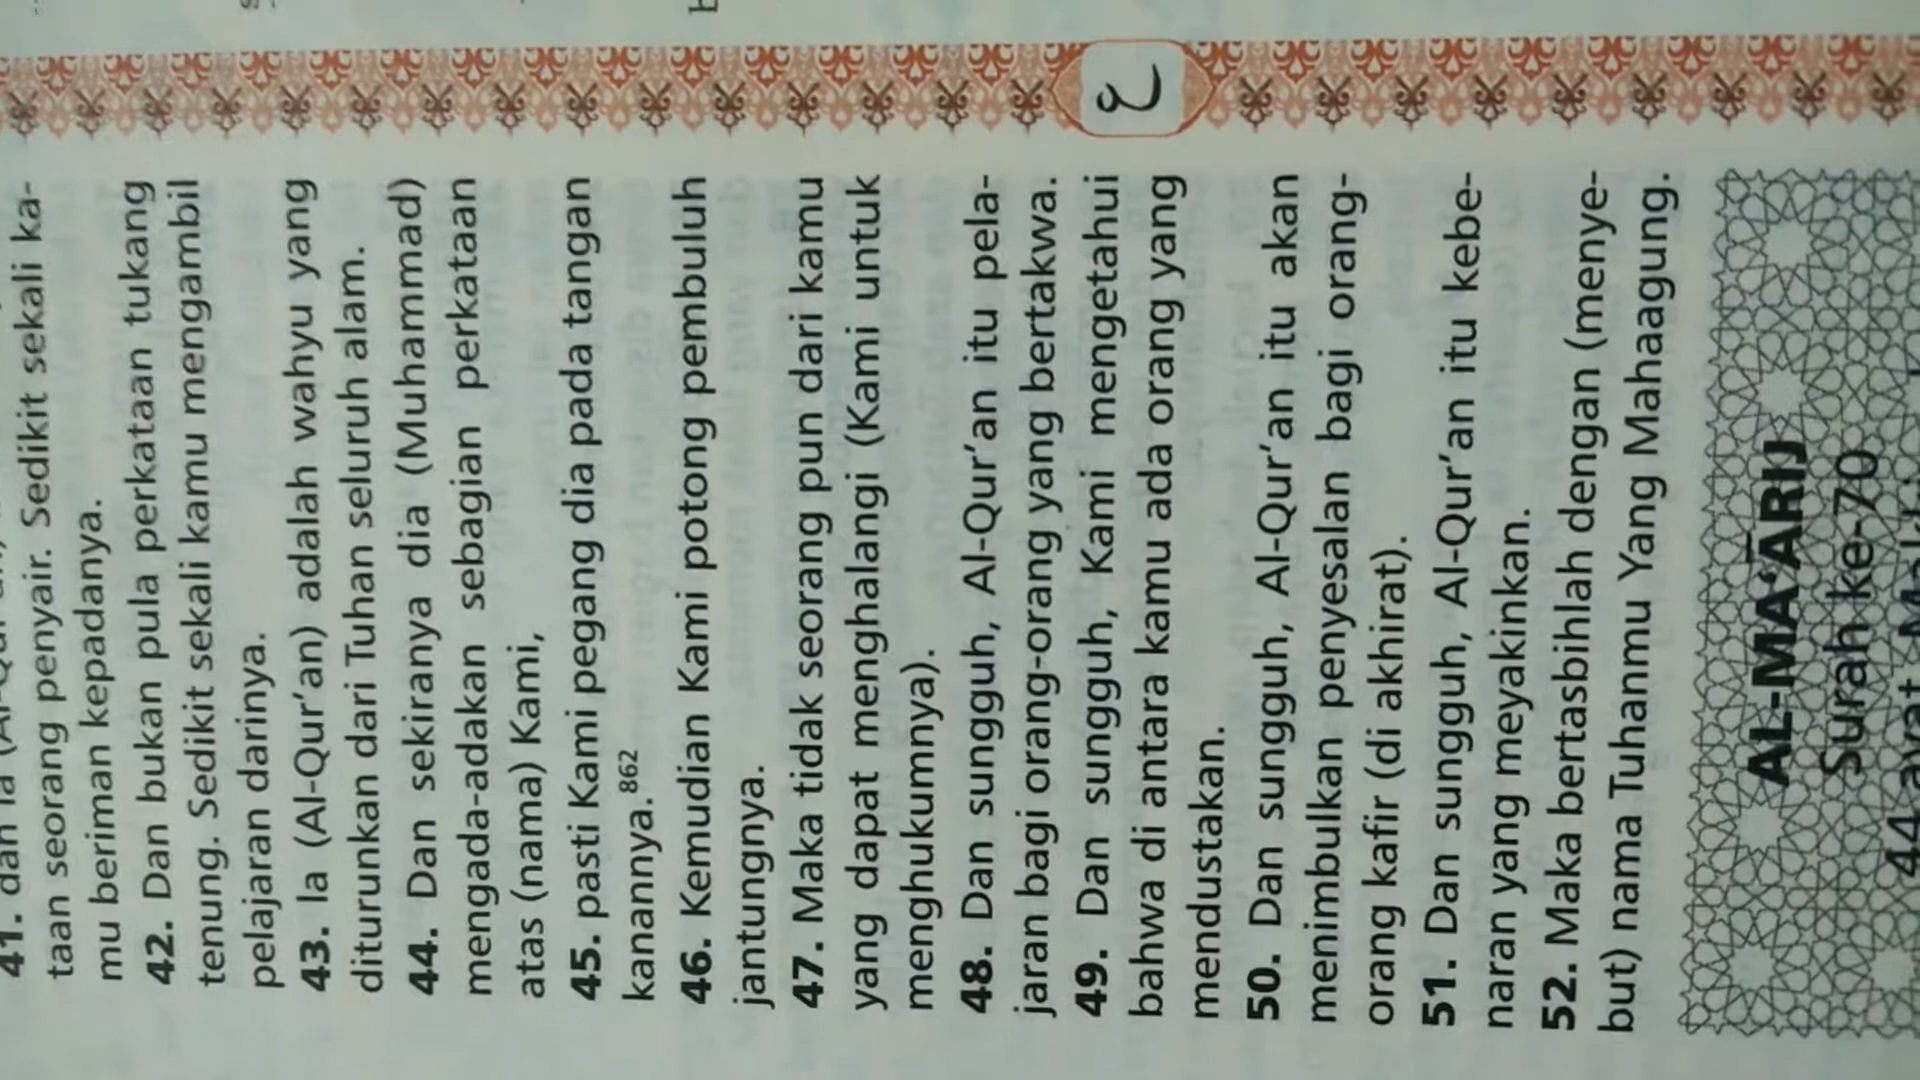 41. dan ia
taan seorang penyair. Sedikit sekali ka-
mu beriman kepadanya.
42. Dan bukan pula perkataan tukang
tenung. Sedikit sekali kamu mengambil
pelajaran darinya.
43. Ia (Al-Qur'an) adalah wahyu yang
diturunkan dari Tuhan seluruh alam.
44. Dan sekiranya dia (Muhammad)
mengada-adakan sebagian perkataan
atas (nama) Kami,
45. pasti Kami pegang dia pada tangan
kanannya.862
46. Kemudian Kami potong pembuluh
jantungnya.
47. Maka tidak seorang pun dari kamu
yang dapat menghalangi (Kami untuk
menghukumnya).
48. Dan sungguh, Al-Qur'an itu pela-
jaran bagi orang-orang yang bertakwa.
49. Dan sungguh, Kami mengetahui
bahwa di antara kamu ada orang yang
mendustakan.
50. Dan sungguh, Al-Qur'an itu akan
menimbulkan penyesalan bagi orang-
orang kafir (di akhirat).
51. Dan sungguh, Al-Qur'an itu kebe-
naran yang meyakinkan.
52. Maka bertasbihlah dengan (menye-
but) nama Tuhanmu Yang Mahaagung.
ع
AL-MA‘ĀRIJ
Surah ke-70
44 ayat